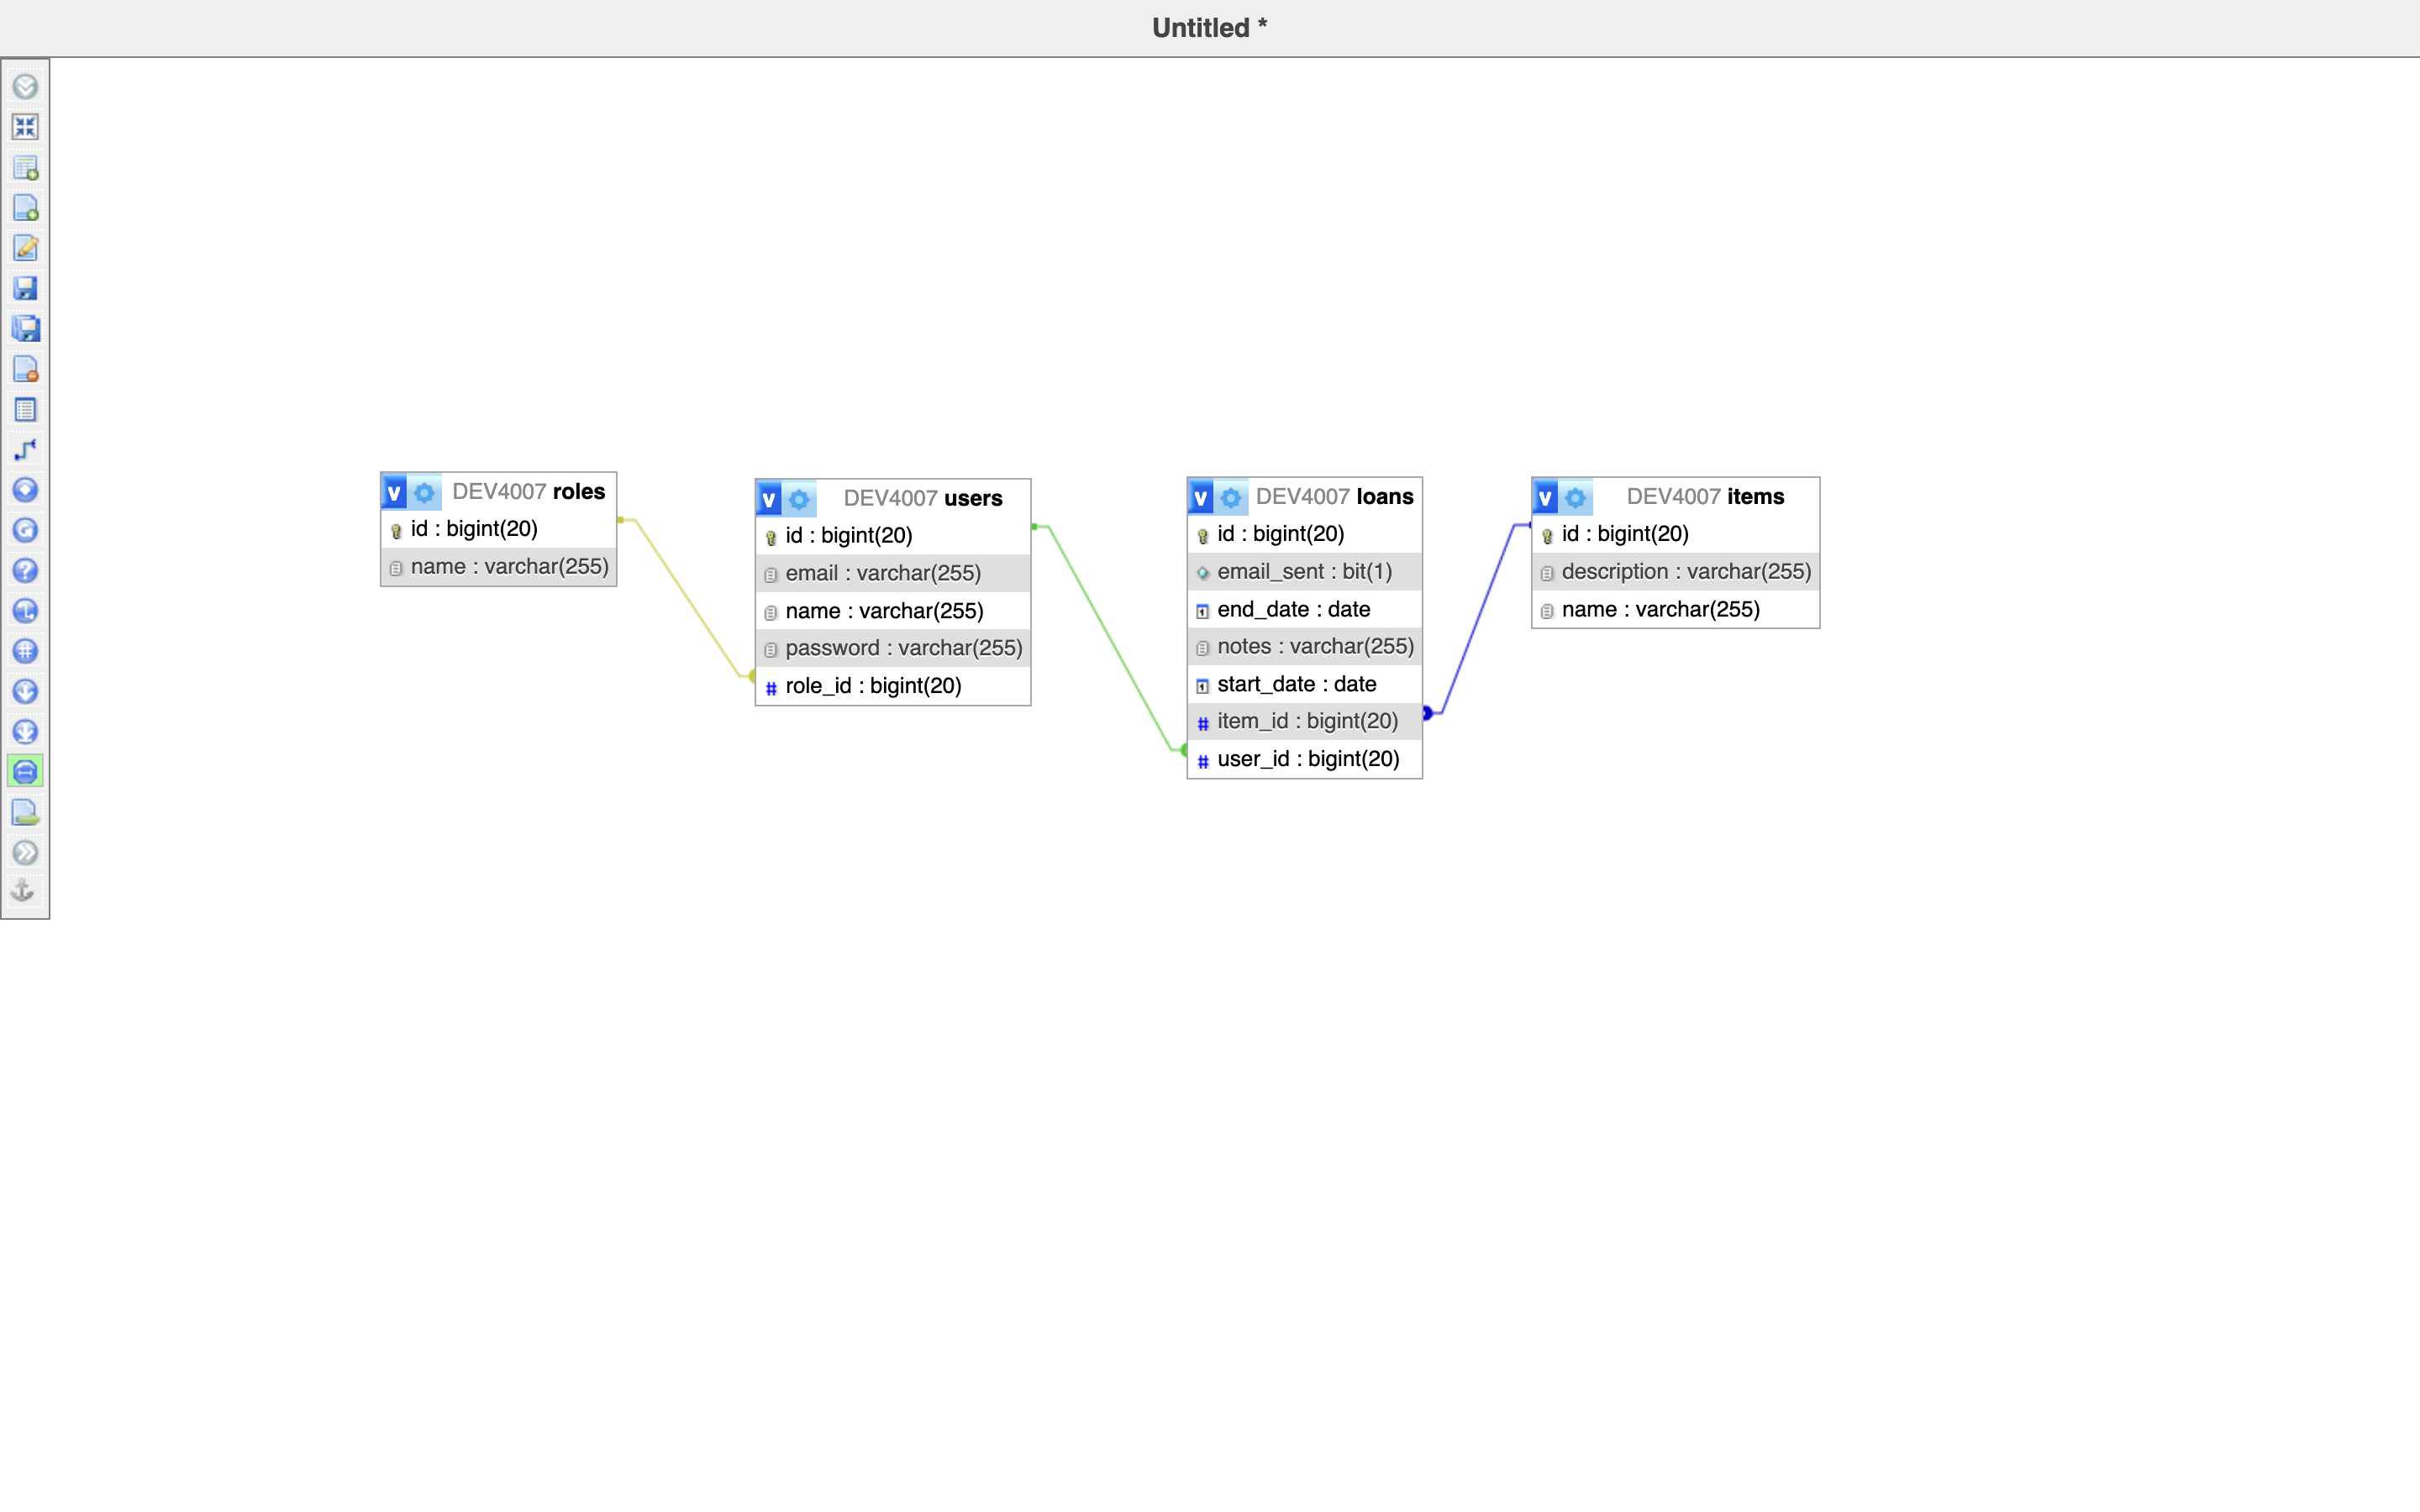 Untitled *
v DEV4007 roles
id : bigint(20)
name : varchar(255)
v DEV4007 users
id : bigint(20)
email : varchar(255)
name : varchar(255)
password : varchar(255)
# role_id : bigint(20)
v DEV4007 loans
id : bigint(20)
email_sent : bit(1)
end_date : date
notes : varchar(255)
start_date : date
# item_id : bigint(20)
# user_id : bigint(20)
v DEV4007 items
id : bigint(20)
description : varchar(255)
name : varchar(255)